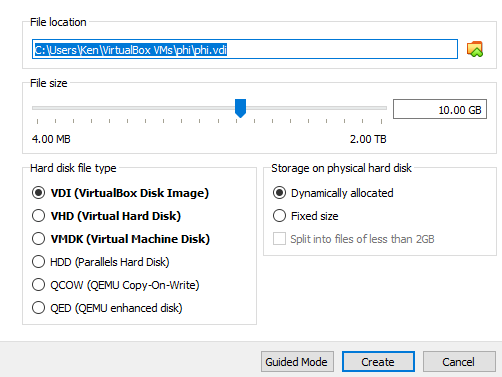 File location
C:\Users\Ken\VirtualBox VMs\phi\phi.vdi
File size
10.00 GB
4.00 MB 2.00 TB
Hard disk file type
VDI (VirtualBox Disk Image)
VHD (Virtual Hard Disk)
VMDK (Virtual Machine Disk)
HDD (Parallels Hard Disk)
QCOW (QEMU Copy-On-Write)
QED (QEMU enhanced disk)
Storage on physical hard disk
Dynamically allocated
Fixed size
Split into files of less than 2GB
Guided Mode Create Cancel